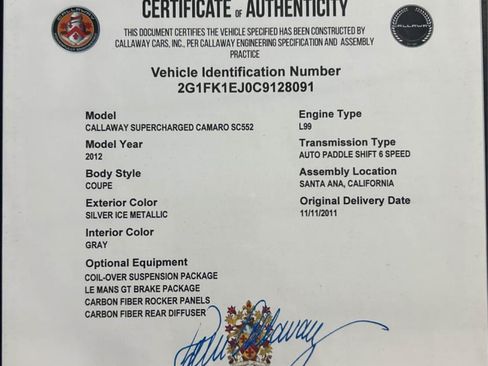 CERTIFICATE OF AUTHENTICITY
THIS DOCUMENT CERTIFIES THE VEHICLE SPECIFIED HAS BEEN CONSTRUCTED BY
CALLAWAY CARS, INC., PER CALLAWAY ENGINEERING SPECIFICATION AND ASSEMBLY
PRACTICE
CALLAWAY
Vehicle Identification Number
2G1FK1EJ0C9128091
Model
CALLAWAY SUPERCHARGED CAMARO SC552
Model Year
2012
Body Style
COUPE
Exterior Color
SILVER ICE METALLIC
Interior Color
GRAY
Optional Equipment
COIL-OVER SUSPENSION PACKAGE
LE MANS GT BRAKE PACKAGE
CARBON FIBER ROCKER PANELS
CARBON FIBER REAR DIFFUSER
Engine Type
L99
Transmission Type
AUTO PADDLE SHIFT 6 SPEED
Assembly Location
SANTA ANA, CALIFORNIA
Original Delivery Date
11/11/2011